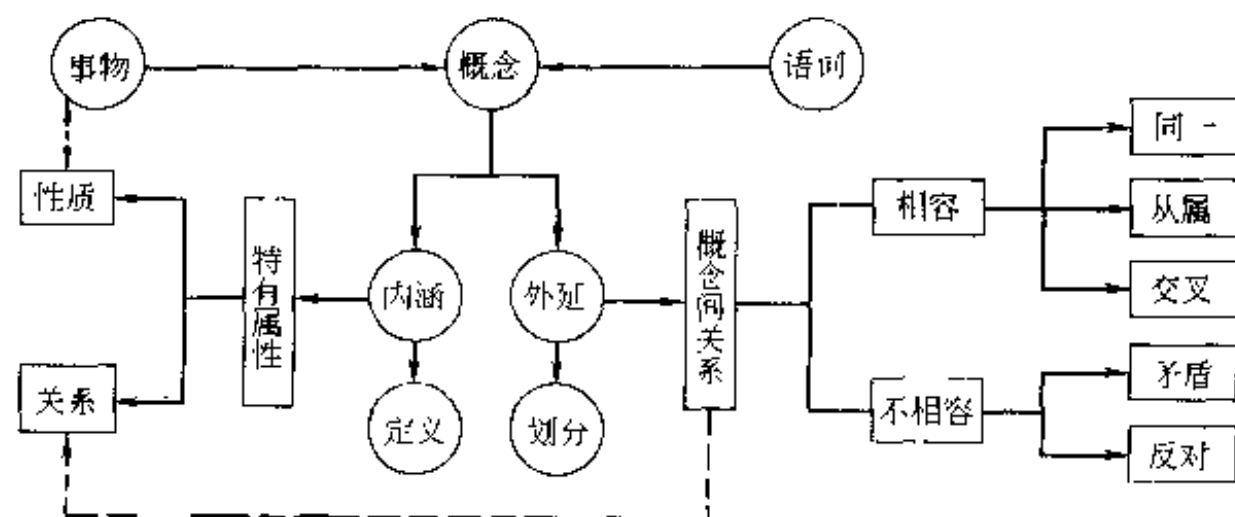 事物
概念
语词
同一
性质
相容
从属
特有属性
内涵
外延
概念间关系
交叉
关系
定义
划分
不相容
矛盾
反对